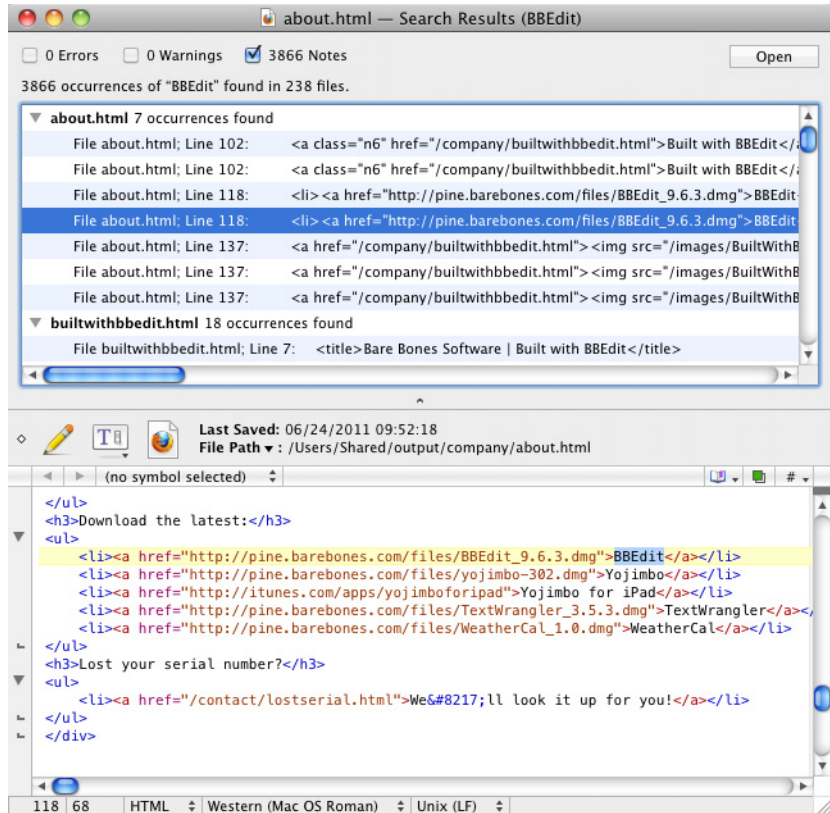 about.html — Search Results (BBEdit)
0 Errors 0 Warnings 3866 Notes Open
3866 occurrences of “BBEdit” found in 238 files.
about.html 7 occurrences found
File about.html; Line 102: <a class="n6" href="/company/builtwithbbedit.html">Built with BBEdit</
File about.html; Line 102: <a class="n6" href="/company/builtwithbbedit.html">Built with BBEdit</
File about.html; Line 118: <li><a href="http://pine.barebones.com/files/BBEdit_9.6.3.dmg">BBEdit
File about.html; Line 118: <li><a href="http://pine.barebones.com/files/BBEdit_9.6.3.dmg">BBEdit
File about.html; Line 137: <a href="/company/builtwithbbedit.html"><img src="/images/BuiltWithB
File about.html; Line 137: <a href="/company/builtwithbbedit.html"><img src="/images/BuiltWithB
File about.html; Line 137: <a href="/company/builtwithbbedit.html"><img src="/images/BuiltWithB
builtwithbbedit.html 18 occurrences found
File builtwithbbedit.html; Line 7: <title>Bare Bones Software | Built with BBEdit</title>
Last Saved: 06/24/2011 09:52:18
File Path ▾ : /Users/Shared/output/company/about.html
(no symbol selected) #
</ul>
<h3>Download the latest:</h3>
<ul>
<li><a href="http://pine.barebones.com/files/BBEdit_9.6.3.dmg">BBEdit</a></li>
<li><a href="http://pine.barebones.com/files/yojimbo-302.dmg">Yojimbo</a></li>
<li><a href="http://itunes.com/apps/yojimboforipad">Yojimbo for iPad</a></li>
<li><a href="http://pine.barebones.com/files/TextWrangler_3.5.3.dmg">TextWrangler</a></
<li><a href="http://pine.barebones.com/files/WeatherCal_1.0.dmg">WeatherCal</a></li>
</ul>
<h3>Lost your serial number?</h3>
<ul>
<li><a href="/contact/lostserial.html">We&#8217;ll look it up for you!</a></li>
</ul>
</div>
118 68 HTML Western (Mac OS Roman) Unix (LF)